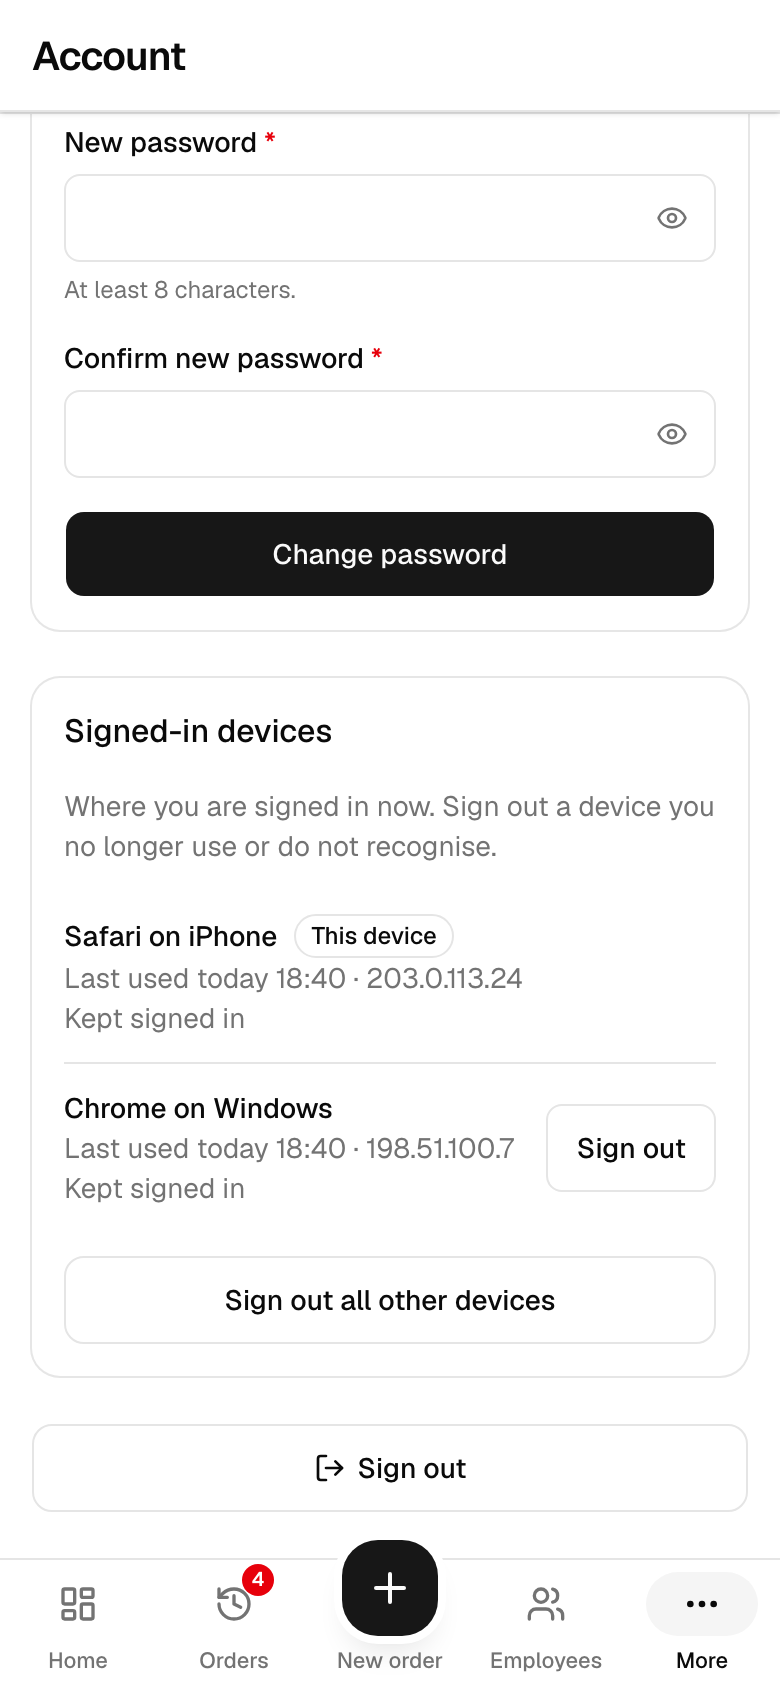 Account
New password *
At least 8 characters.
Confirm new password *
Change password
Signed-in devices
Where you are signed in now. Sign out a device you
no longer use or do not recognise.
Safari on iPhone This device
Last used today 18:40 · 203.0.113.24
Kept signed in
Chrome on Windows
Last used today 18:40 · 198.51.100.7
Kept signed in
Sign out
Sign out all other devices
Sign out
4
Home Orders New order Employees More